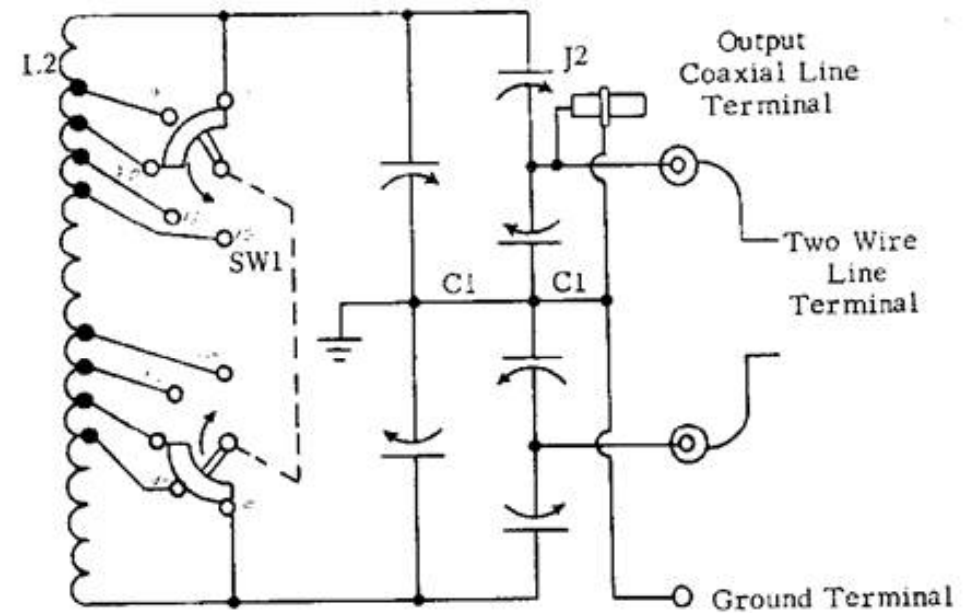 L2
J2
Output
Coaxial Line
Terminal
SW1
C1
C1
Two Wire
Line
Terminal
Ground Terminal